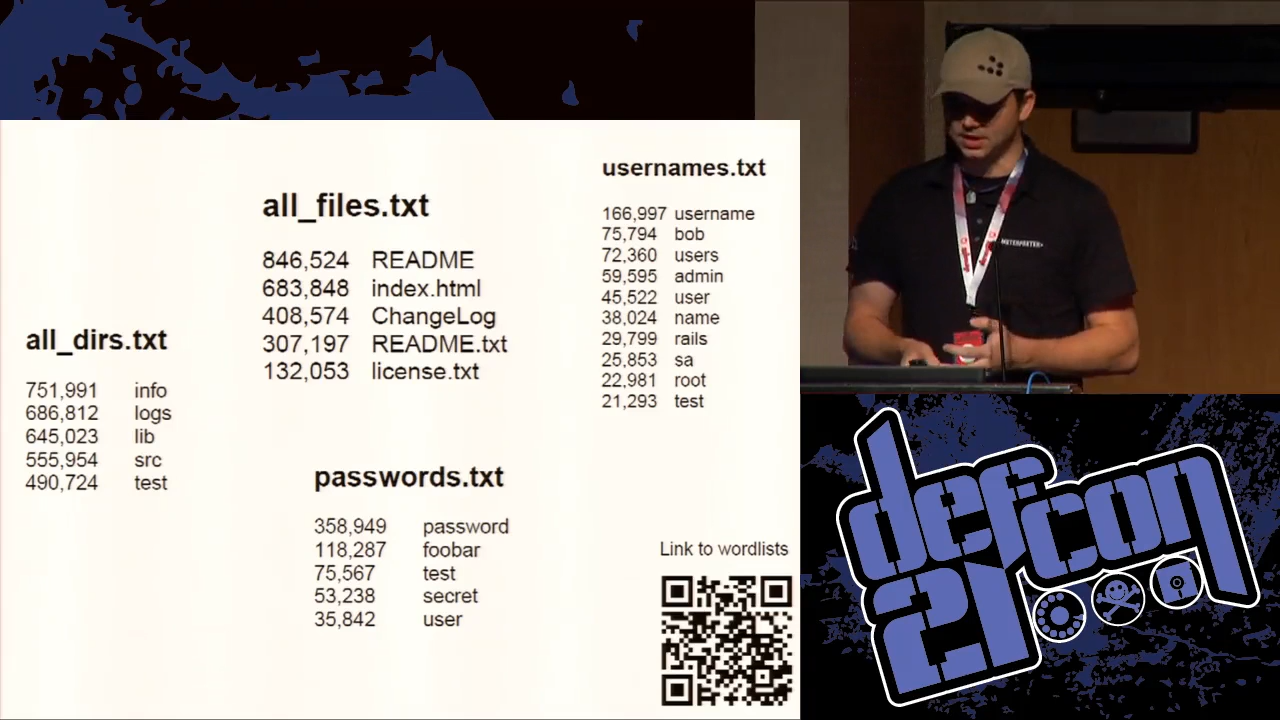 all_dirs.txt
751,991 info
686,812 logs
645,023 lib
555,954 src
490,724 test
all_files.txt
846,524 README
683,848 index.html
408,574 ChangeLog
307,197 README.txt
132,053 license.txt
passwords.txt
358,949 password
118,287 foobar
75,567 test
53,238 secret
35,842 user
usernames.txt
166,997 username
75,794 bob
72,360 users
59,595 admin
45,522 user
38,024 name
29,799 rails
25,853 sa
22,981 root
21,293 test
Link to wordlists
METERPRETER>
defcon
21